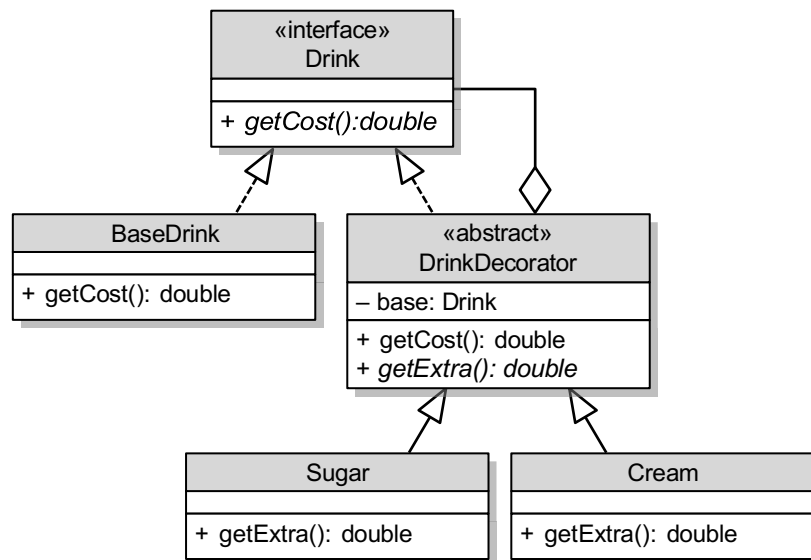 «interface»
Drink
+ getCost():double
BaseDrink
+ getCost(): double
«abstract»
DrinkDecorator
– base: Drink
+ getCost(): double
+ getExtra(): double
Sugar
+ getExtra(): double
Cream
+ getExtra(): double